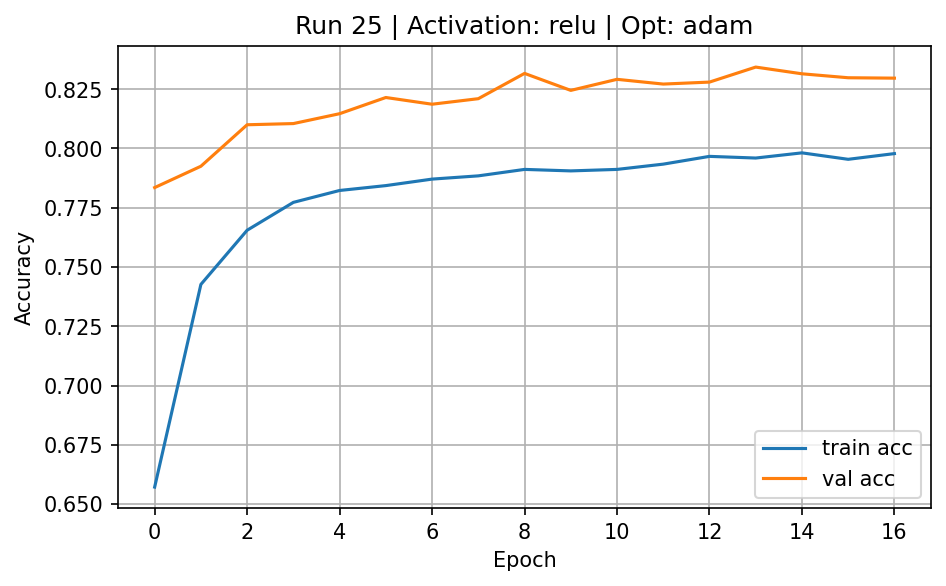 Run 25 | Activation: relu | Opt: adam
Accuracy
0.825
0.800
0.775
0.750
0.725
0.700
0.675
0.650
train acc
val acc
0 2 4 6 8 10 12 14 16
Epoch